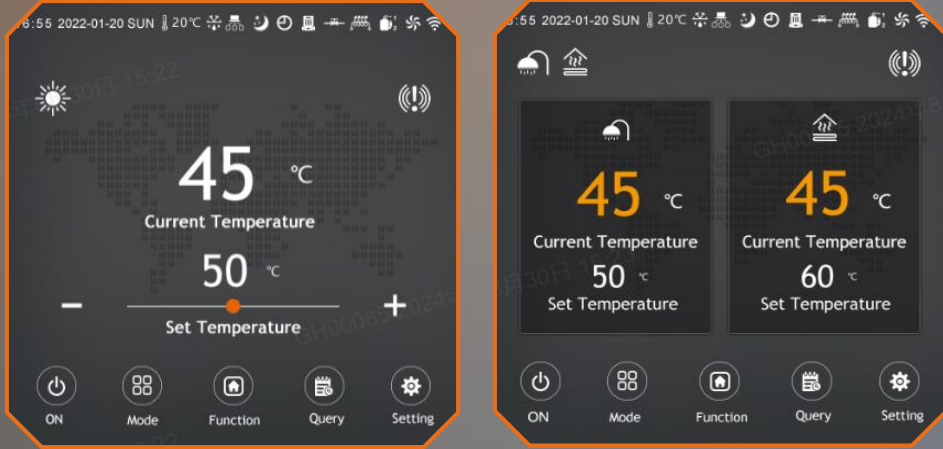 :55 2022-01-20 SUN 20℃
15:22
45 ℃
Current Temperature
50 ℃
− +
Set Temperature
ON Mode Function Query Setting
:55 2022-01-20 SUN 20℃
45 ℃
Current Temperature
50 ℃
Set Temperature
45 ℃
Current Temperature
60 ℃
Set Temperature
ON Mode Function Query Setting